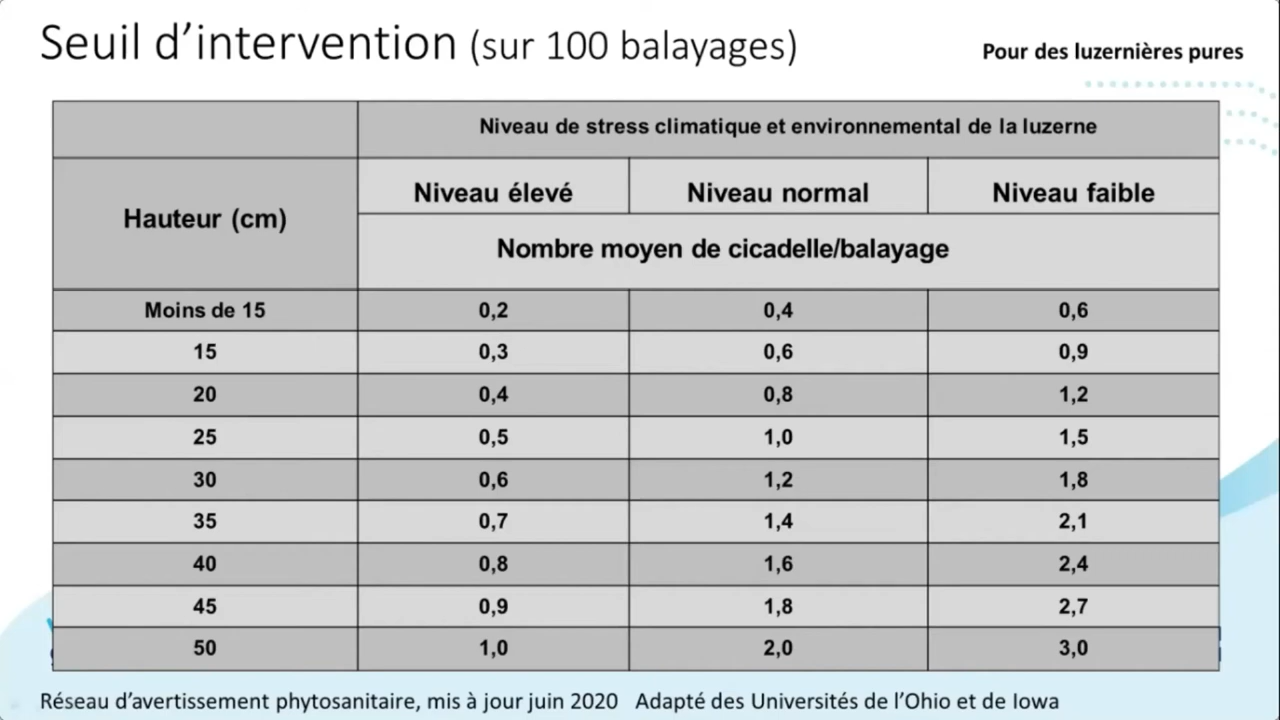 Seuil d’intervention (sur 100 balayages)
Pour des luzernières pures
Niveau de stress climatique et environnemental de la luzerne
Hauteur (cm)
Niveau élevé Niveau normal Niveau faible
Nombre moyen de cicadelle/balayage
Moins de 15 0,2 0,4 0,6
15 0,3 0,6 0,9
20 0,4 0,8 1,2
25 0,5 1,0 1,5
30 0,6 1,2 1,8
35 0,7 1,4 2,1
40 0,8 1,6 2,4
45 0,9 1,8 2,7
50 1,0 2,0 3,0
Réseau d’avertissement phytosanitaire, mis à jour juin 2020 Adapté des Universités de l’Ohio et de Iowa